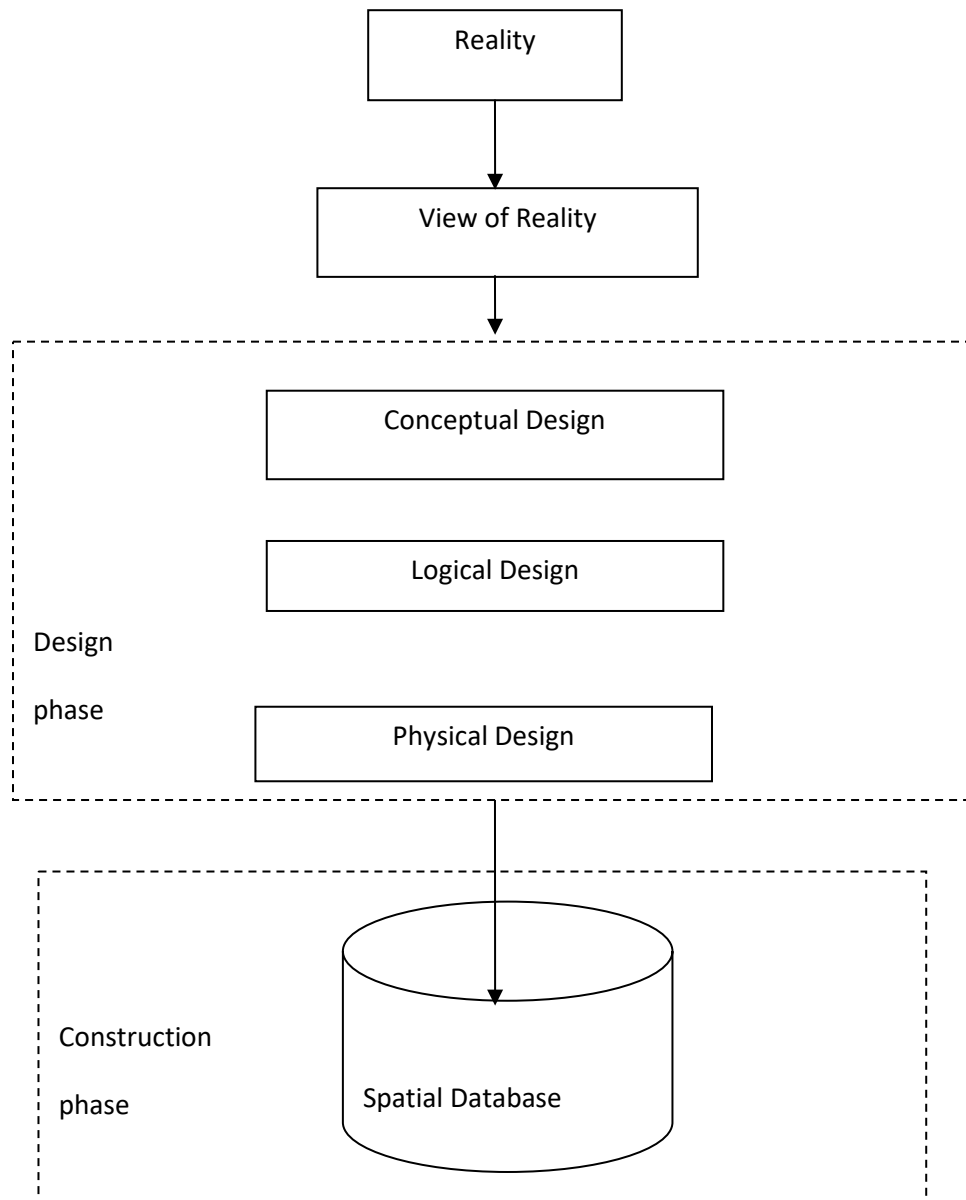 Reality
View of Reality
Conceptual Design
Logical Design
Design
phase
Physical Design
Construction
phase
Spatial Database